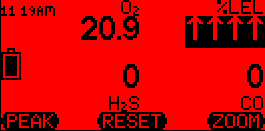 11 19AM O₂ %LEL
20.9 ↑↑↑↑
0 0
H₂S CO
(PEAK) (RESET) (ZOOM)